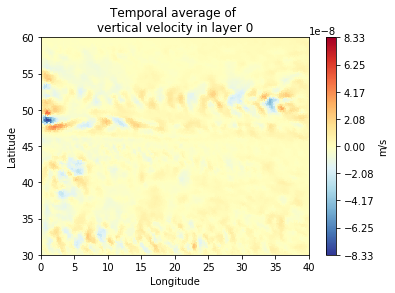 Temporal average of
vertical velocity in layer 0
1e−8
60
55
50
45
40
35
30
Latitude
0 5 10 15 20 25 30 35 40
Longitude
8.33
6.25
4.17
2.08
0.00
−2.08
−4.17
−6.25
−8.33
m/s